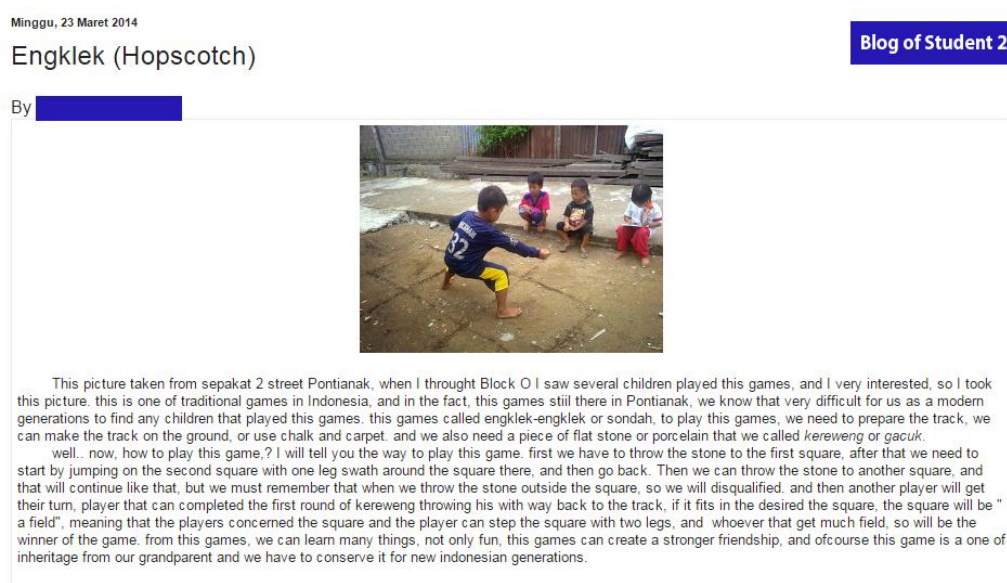 Minggu, 23 Maret 2014
Engklek (Hopscotch)
Blog of Student 2
By
32
This picture taken from sepakat 2 street Pontianak, when I throught Block O I saw several children played this games, and I very interested, so I took
this picture. this is one of traditional games in Indonesia, and in the fact, this games stiil there in Pontianak, we know that very difficult for us as a modern
generations to find any children that played this games. this games called engklek-engklek or sondah, to play this games, we need to prepare the track, we
can make the track on the ground, or use chalk and carpet. and we also need a piece of flat stone or porcelain that we called kereweng or gacuk.
well.. now, how to play this game,? I will tell you the way to play this game. first we have to throw the stone to the first square, after that we need to
start by jumping on the second square with one leg swath around the square there, and then go back. Then we can throw the stone to another square, and
that will continue like that, but we must remember that when we throw the stone outside the square, so we will disqualified. and then another player will get
their turn, player that can completed the first round of kereweng throwing his with way back to the track, if it fits in the desired the square, the square will be "
a field", meaning that the players concerned the square and the player can step the square with two legs, and whoever that get much field, so will be the
winner of the game. from this games, we can learn many things, not only fun, this games can create a stronger friendship, and ofcourse this game is a one of
inheritage from our grandparent and we have to conserve it for new indonesian generations.